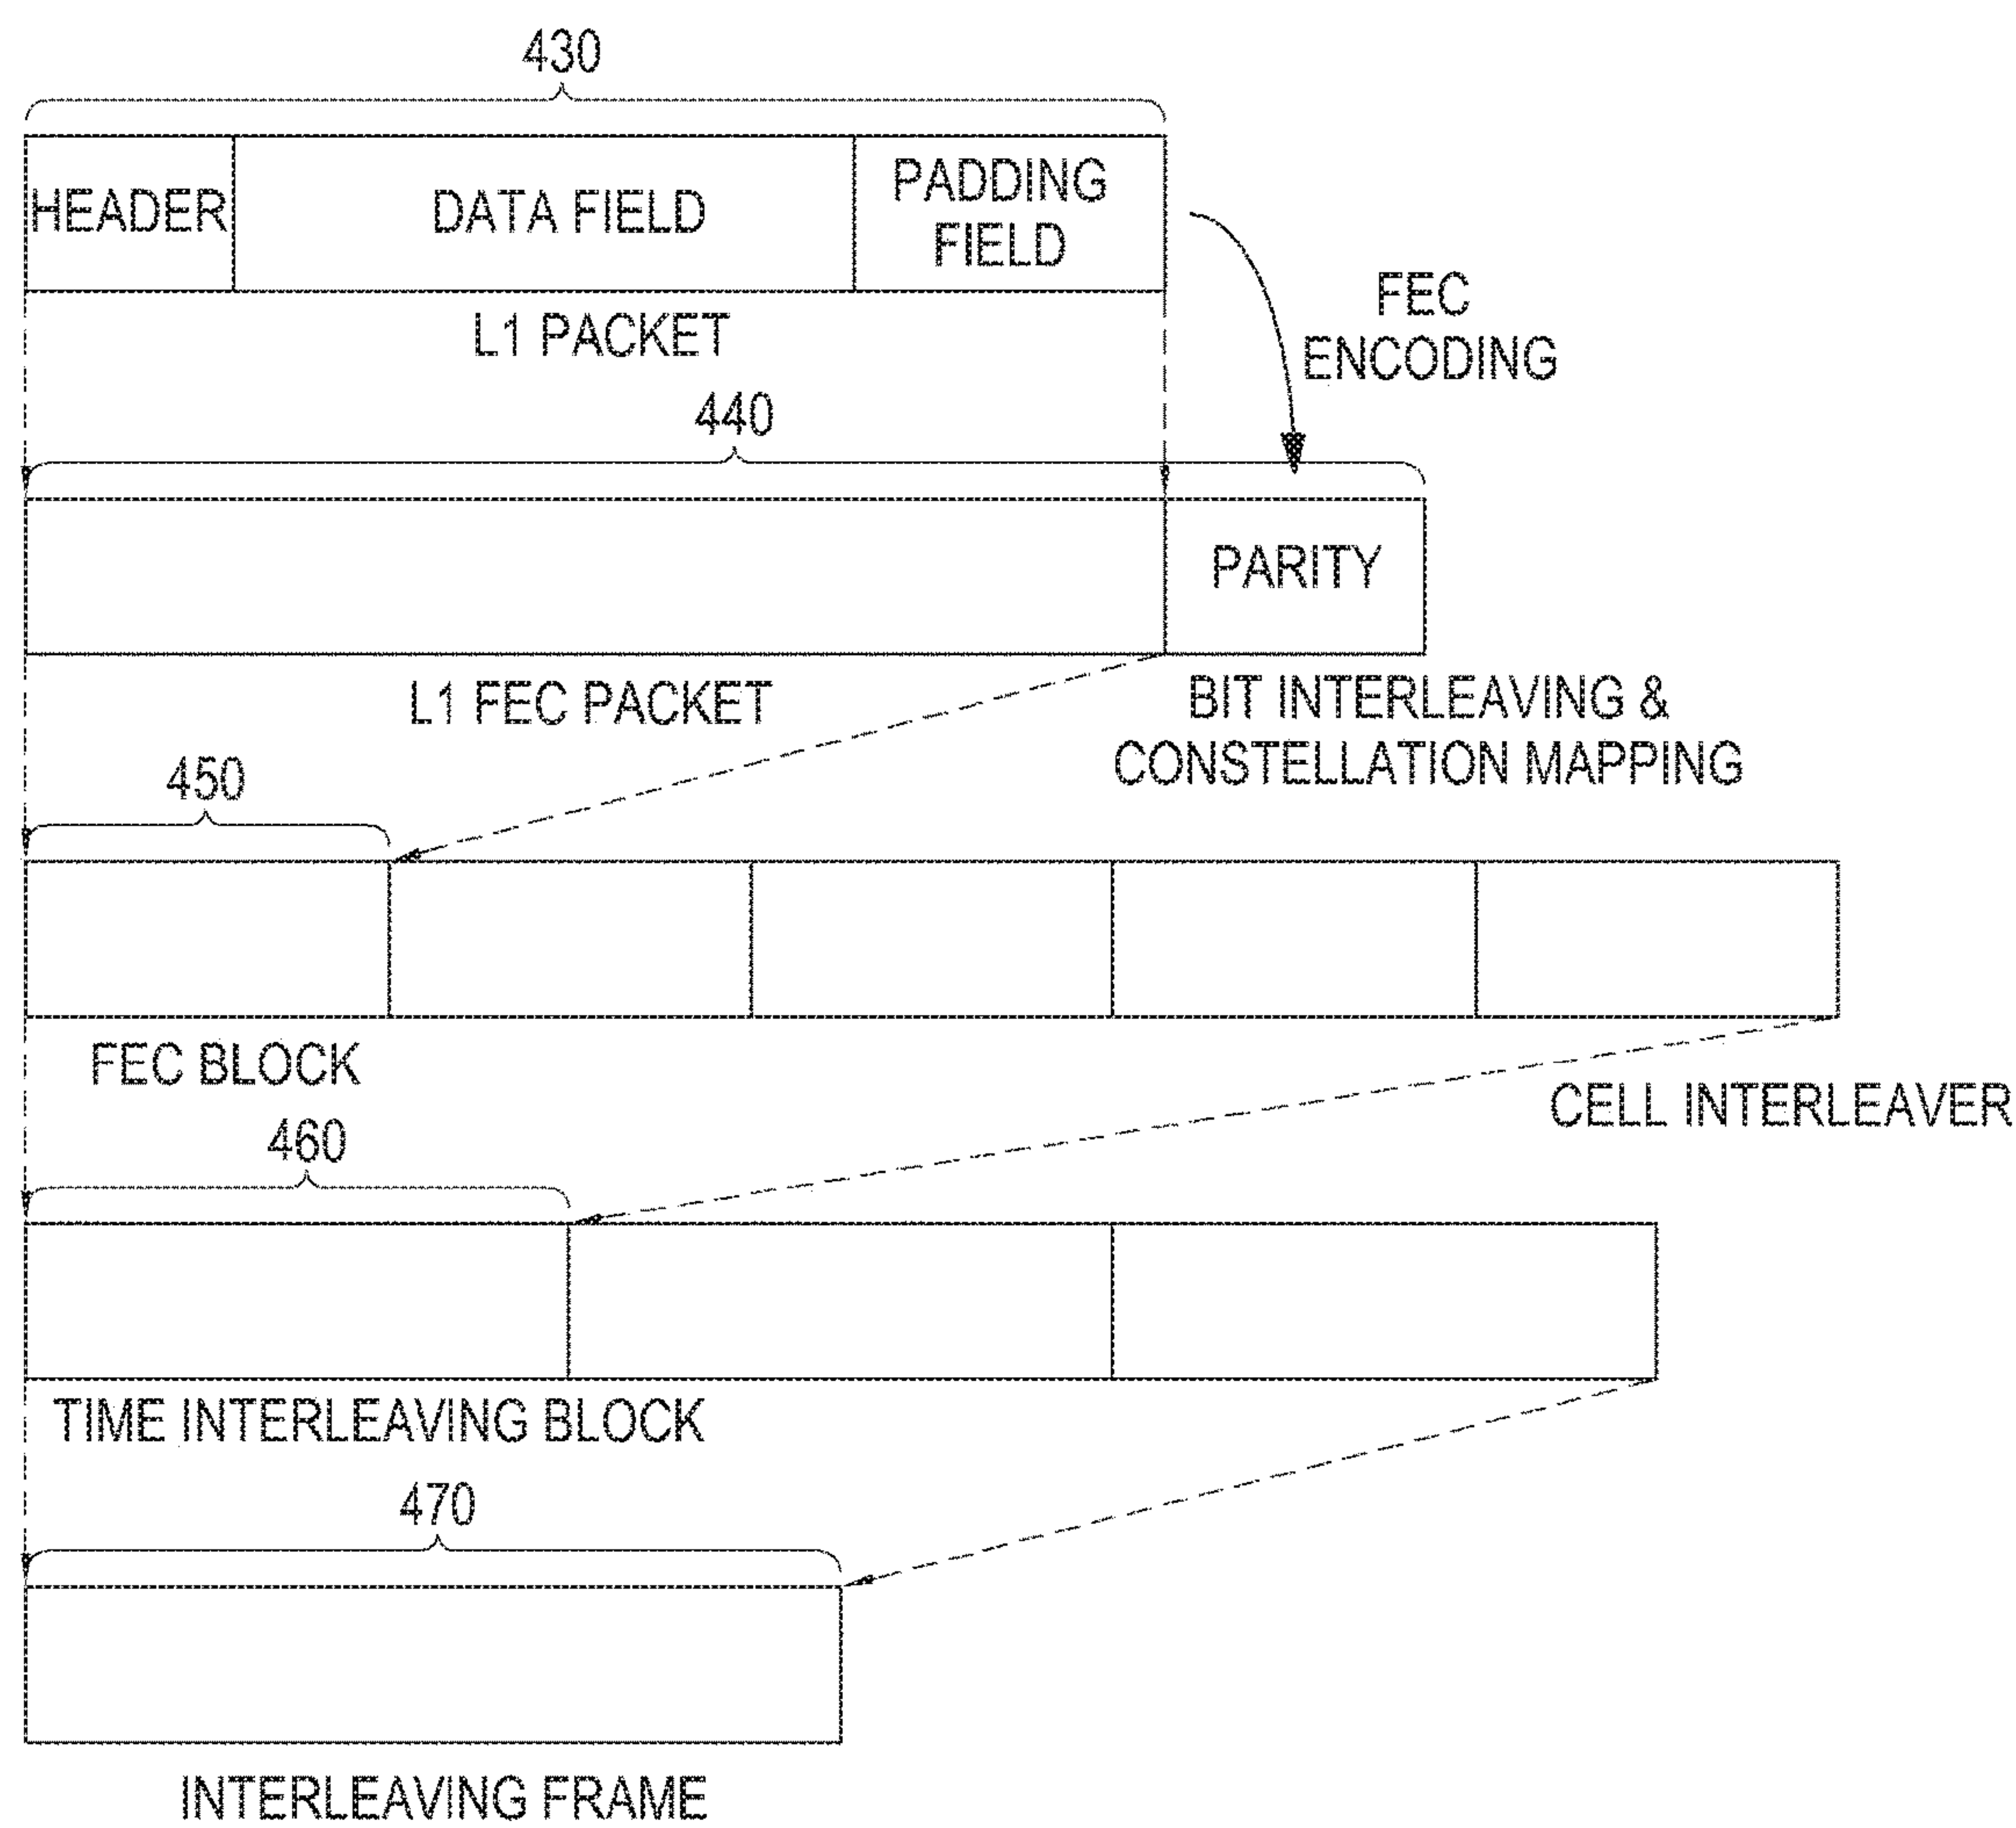 430
HEADER
DATA FIELD
PADDING
FIELD
L1 PACKET
FEC
ENCODING
440
PARITY
L1 FEC PACKET
BIT INTERLEAVING &
CONSTELLATION MAPPING
450
FEC BLOCK
CELL INTERLEAVER
460
TIME INTERLEAVING BLOCK
470
INTERLEAVING FRAME